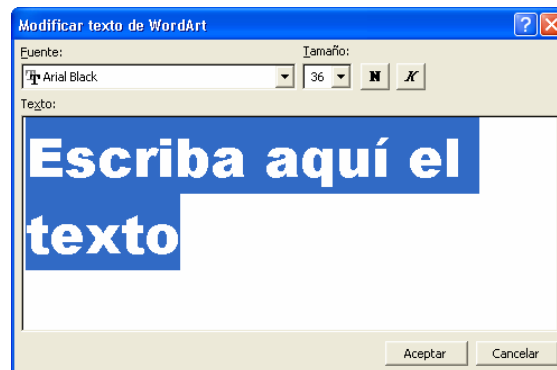 Modificar texto de WordArt
Fuente: Tamaño:
Arial Black 36 N K
Texto:
Escriba aquí el
texto
Aceptar Cancelar